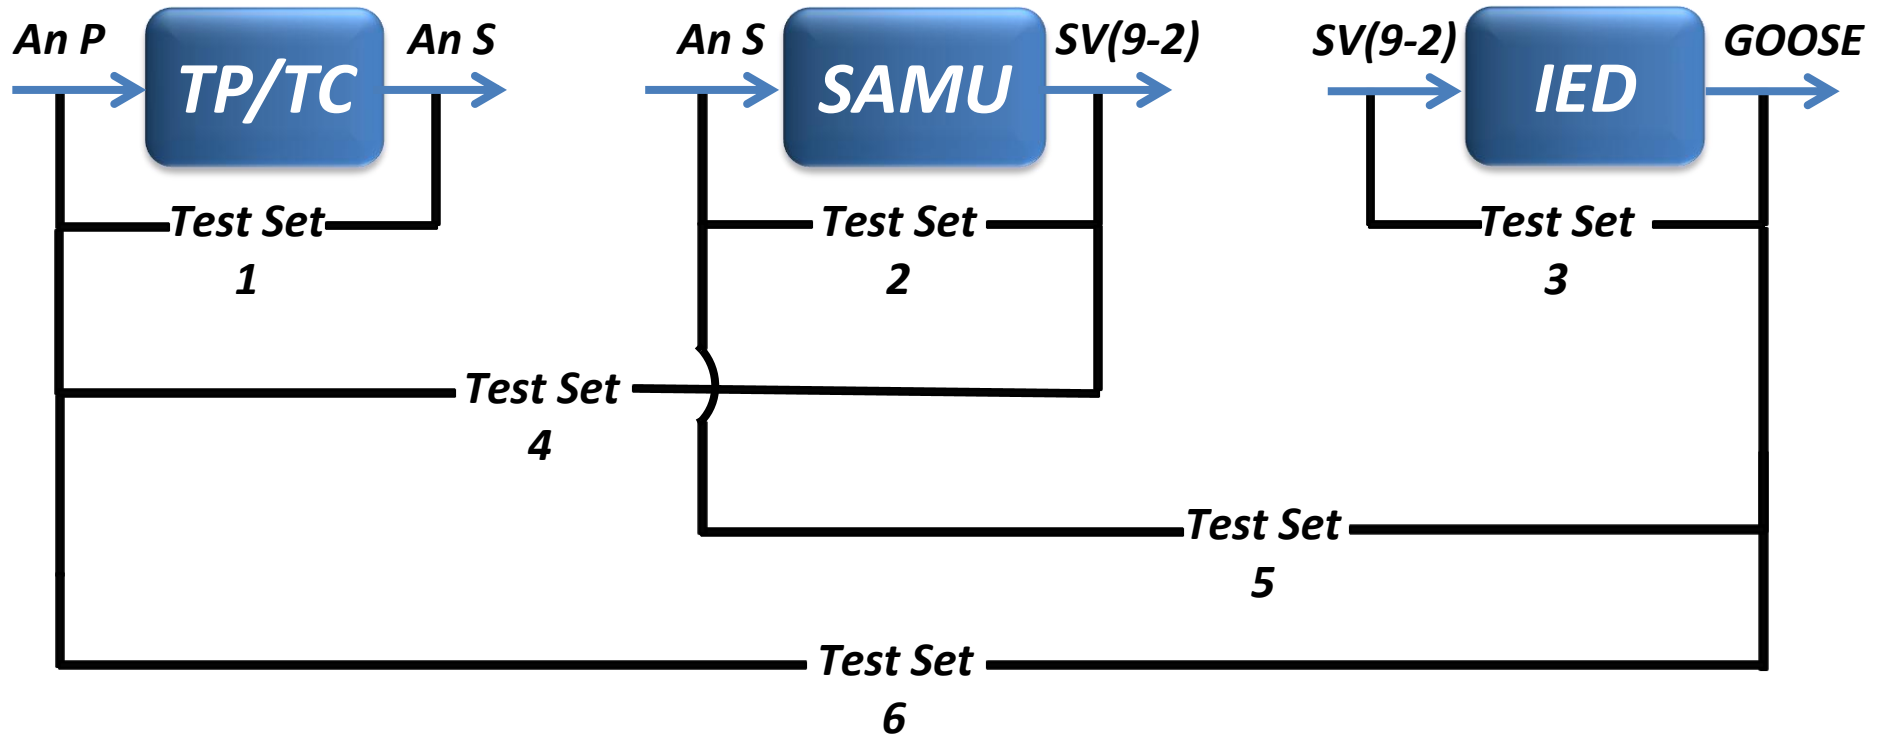 An P
TP/TC
An S
An S
SAMU
SV(9-2)
SV(9-2)
IED
GOOSE
Test Set
1
Test Set
2
Test Set
3
Test Set
4
Test Set
5
Test Set
6